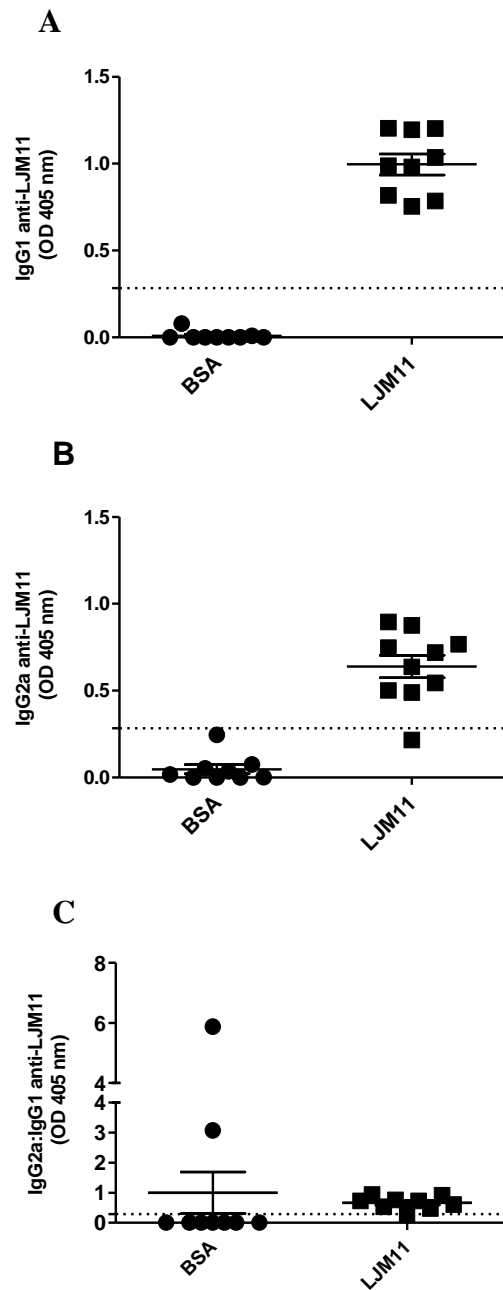 A
IgG1 anti-LJM11
(OD 405 nm)
1.5
1.0
0.5
0.0
BSA
LJM11
B
IgG2a anti-LJM11
(OD 405 nm)
1.5
1.0
0.5
0.0
BSA
LJM11
C
IgG2a:IgG1 anti-LJM11
(OD 405 nm)
8
6
4
4
3
2
1
0
BSA
LJM11